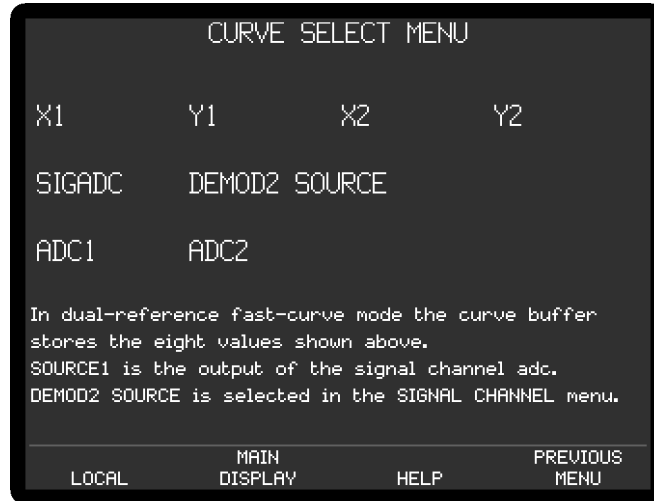 CURVE SELECT MENU
X1 Y1 X2 Y2
SIGADC DEMOD2 SOURCE
ADC1 ADC2
In dual-reference fast-curve mode the curve buffer
stores the eight values shown above.
SOURCE1 is the output of the signal channel adc.
DEMOD2 SOURCE is selected in the SIGNAL CHANNEL menu.
MAIN PREVIOUS
LOCAL DISPLAY HELP MENU